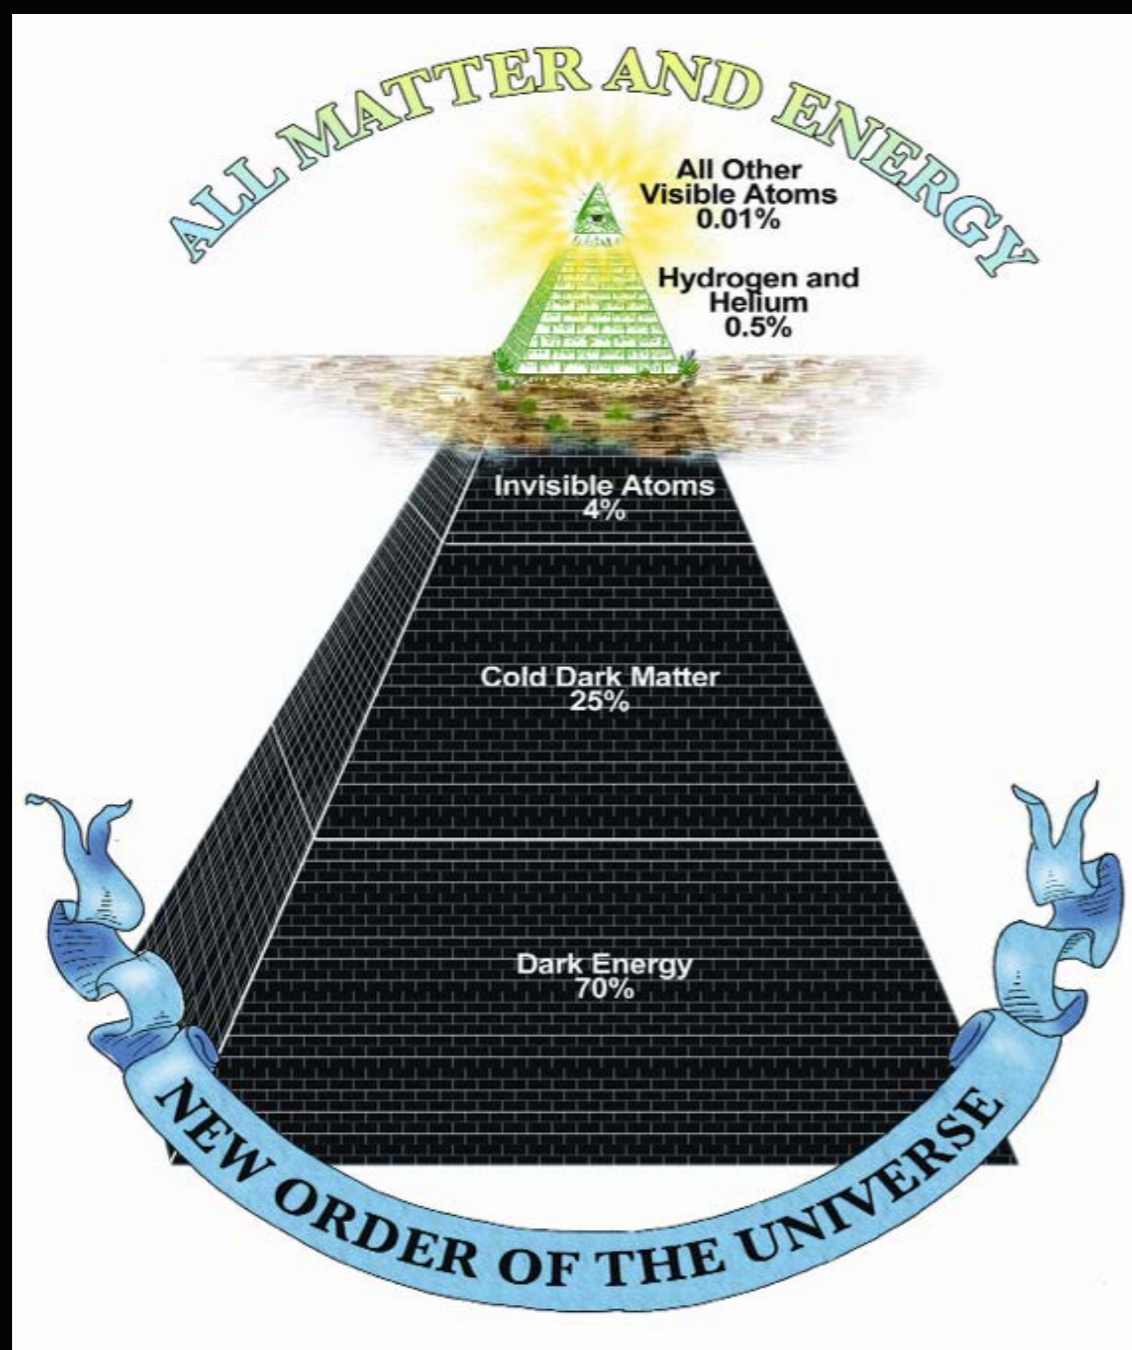 ALL MATTER AND ENERGY
All Other
Visible Atoms
0.01%
Hydrogen and
Helium
0.5%
Invisible Atoms
4%
Cold Dark Matter
25%
Dark Energy
70%
NEW ORDER OF THE UNIVERSE